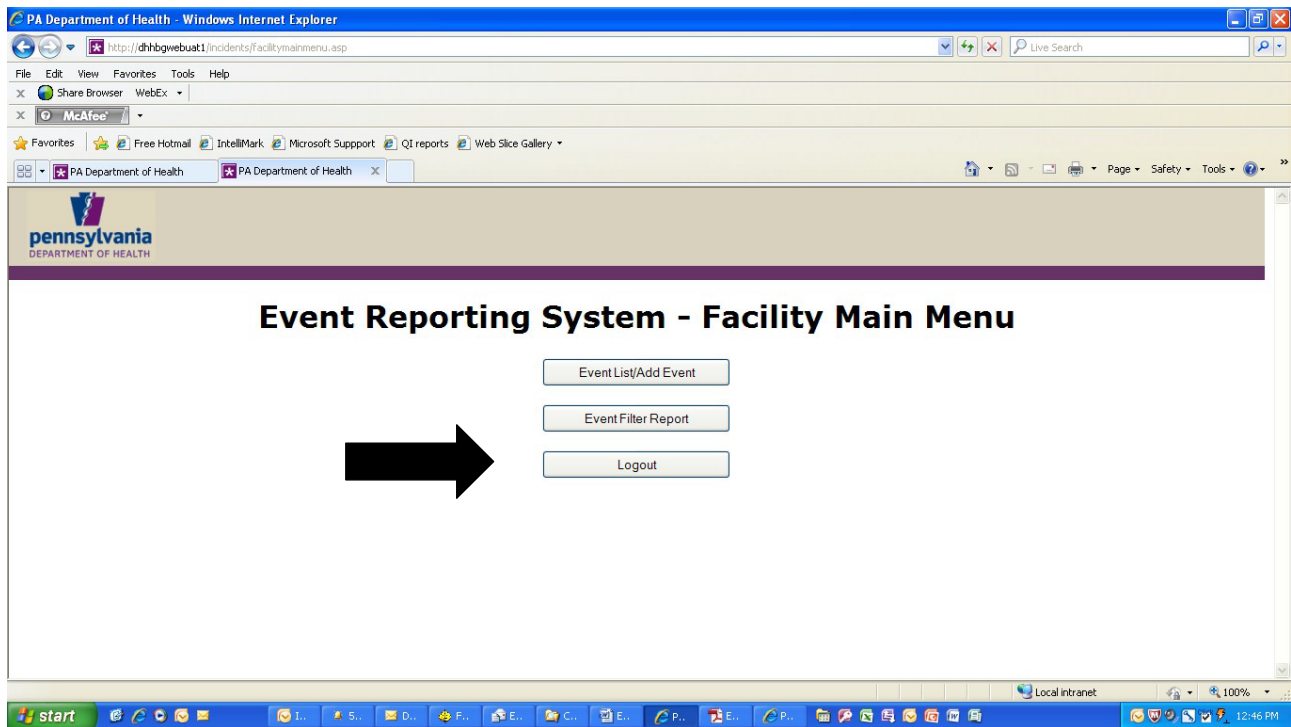 PA Department of Health - Windows Internet Explorer
http://dhhbgwebuat1/incidents/facilitymainmenu.asp
Live Search
File Edit View Favorites Tools Help
x Share Browser WebEx
x McAfee
Favorites Free Hotmail IntelliMark Microsoft Suppport QI reports Web Slice Gallery
PA Department of Health PA Department of Health X Page Safety Tools »
pennsylvania
DEPARTMENT OF HEALTH
Event Reporting System - Facility Main Menu
Event List/Add Event
Event Filter Report
Logout
Local intranet 100%
start I... 5... D... F... E... C... E... P... E... P... 12:46 PM